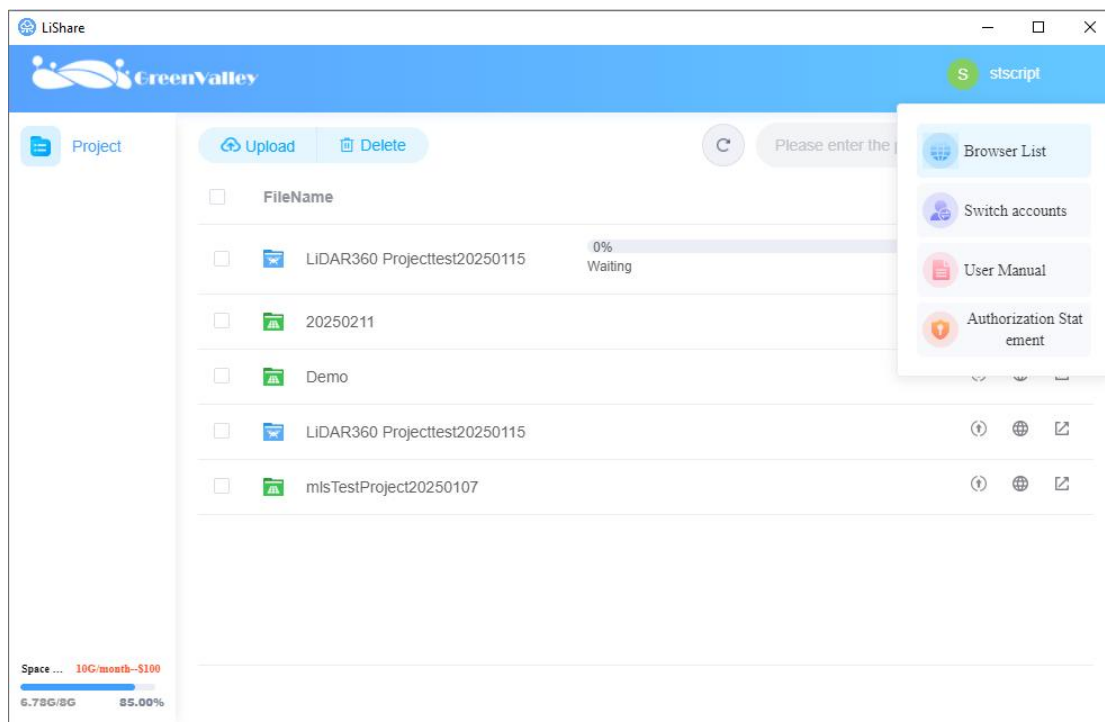 LiShare
GreenValley
S stscript
Project
Upload Delete
Please enter the
Browser List
Switch accounts
User Manual
Authorization Stat
ement
FileName
LiDAR360 Projecttest20250115
0%
Waiting
20250211
Demo
LiDAR360 Projecttest20250115
mlsTestProject20250107
Space ... 10G/month--$100
6.78G/8G 85.00%